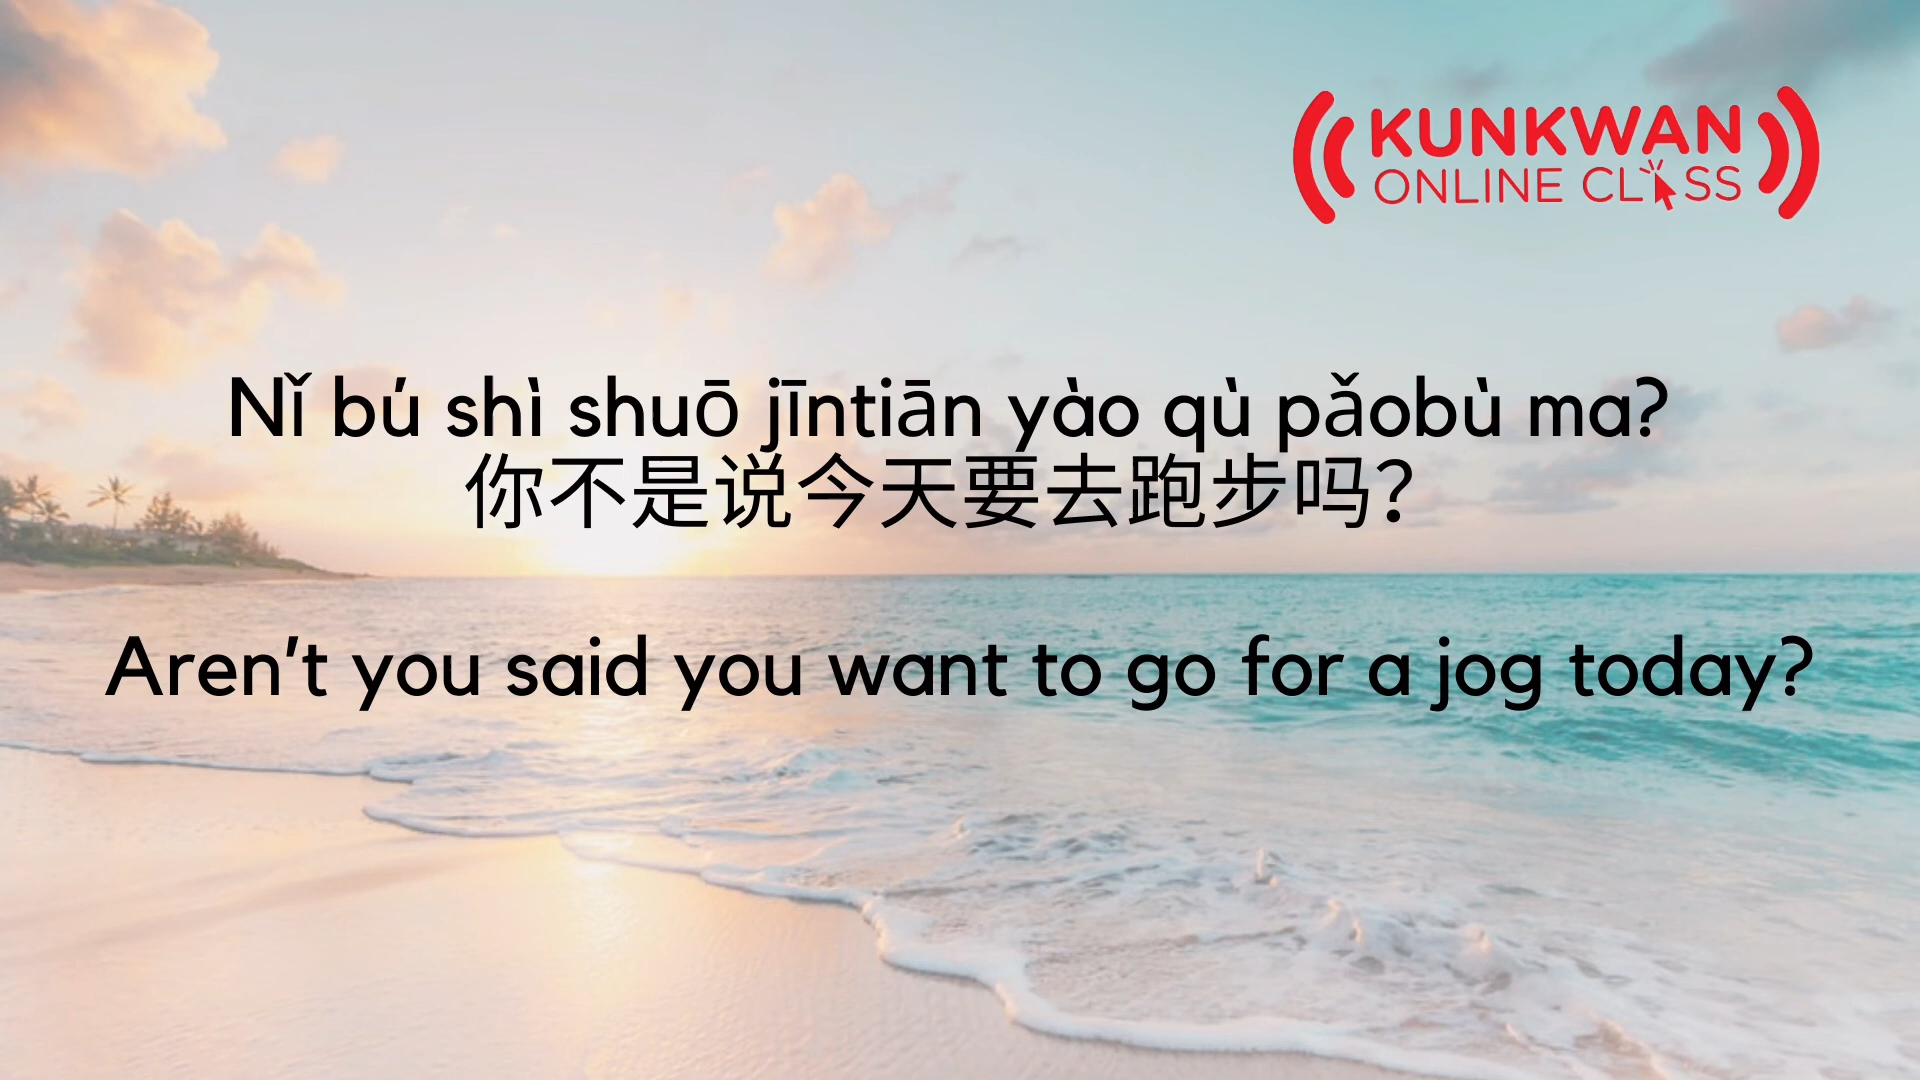 KUNKWAN
ONLINE CLASS
Nǐ bú shì shuō jīntiān yào qù pǎobù ma?
你不是说今天要去跑步吗?
Aren't you said you want to go for a jog today?